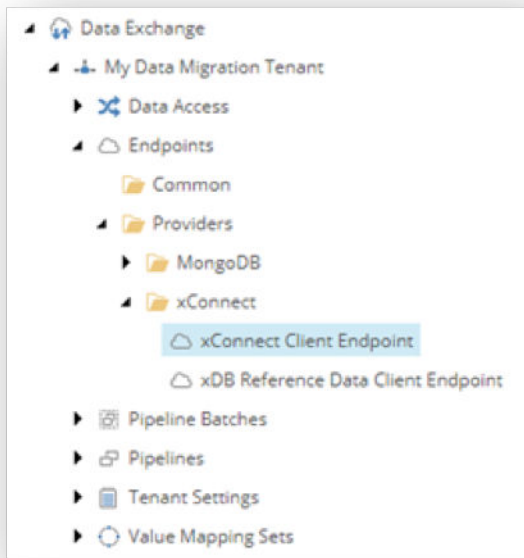 Data Exchange
My Data Migration Tenant
Data Access
Endpoints
Common
Providers
MongoDB
xConnect
xConnect Client Endpoint
xDB Reference Data Client Endpoint
Pipeline Batches
Pipelines
Tenant Settings
Value Mapping Sets